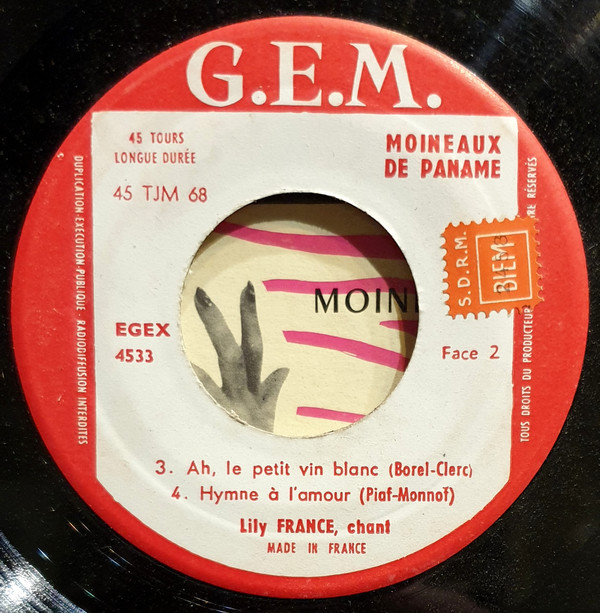 G.E.M.
45 TOURS
LONGUE DURÉE
45 TJM 68
MOINEAUX
DE PANAME
DUPLICATION-EXÉCUTION-PUBLIQUE - RADIODIFFUSION INTERDITES
TOUS DROITS DU PRODUCTEUR
RÉSERVÉS
S.D.R.M.
BIEM
EGEX
4533
Face 2
MOIN
3. Ah, le petit vin blanc (Borel-Clerc)
4. Hymne à l'amour (Piaf-Monnot)
Lily FRANCE, chant
MADE IN FRANCE